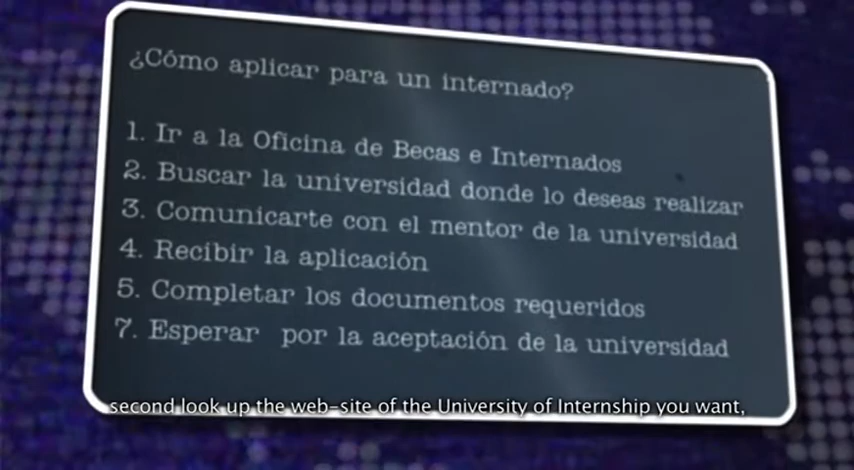 ¿Cómo aplicar para un internado?
1. Ir a la Oficina de Becas e Internados
2. Buscar la universidad donde lo deseas realizar
3. Comunicarte con el mentor de la universidad
4. Recibir la aplicación
5. Completar los documentos requeridos
7. Esperar por la aceptación de la universidad
second look up the web-site of the University of Internship you want,